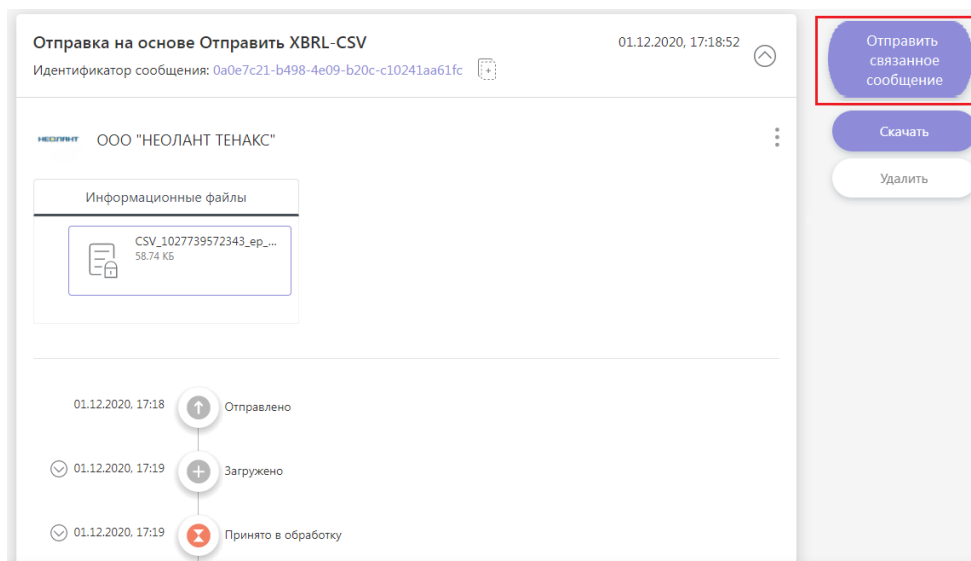 Отправка на основе Отправить XBRL-CSV
01.12.2020, 17:18:52
Идентификатор сообщения: 0a0e7c21-b498-4e09-b20c-c10241aa61fc
НЕОЛАНТ ООО "НЕОЛАНТ ТЕНАКС"
Информационные файлы
CSV_1027739572343_ep_...
58.74 КБ
01.12.2020, 17:18 Отправлено
01.12.2020, 17:19 Загружено
01.12.2020, 17:19 Принято в обработку
Отправить
связанное
сообщение
Скачать
Удалить